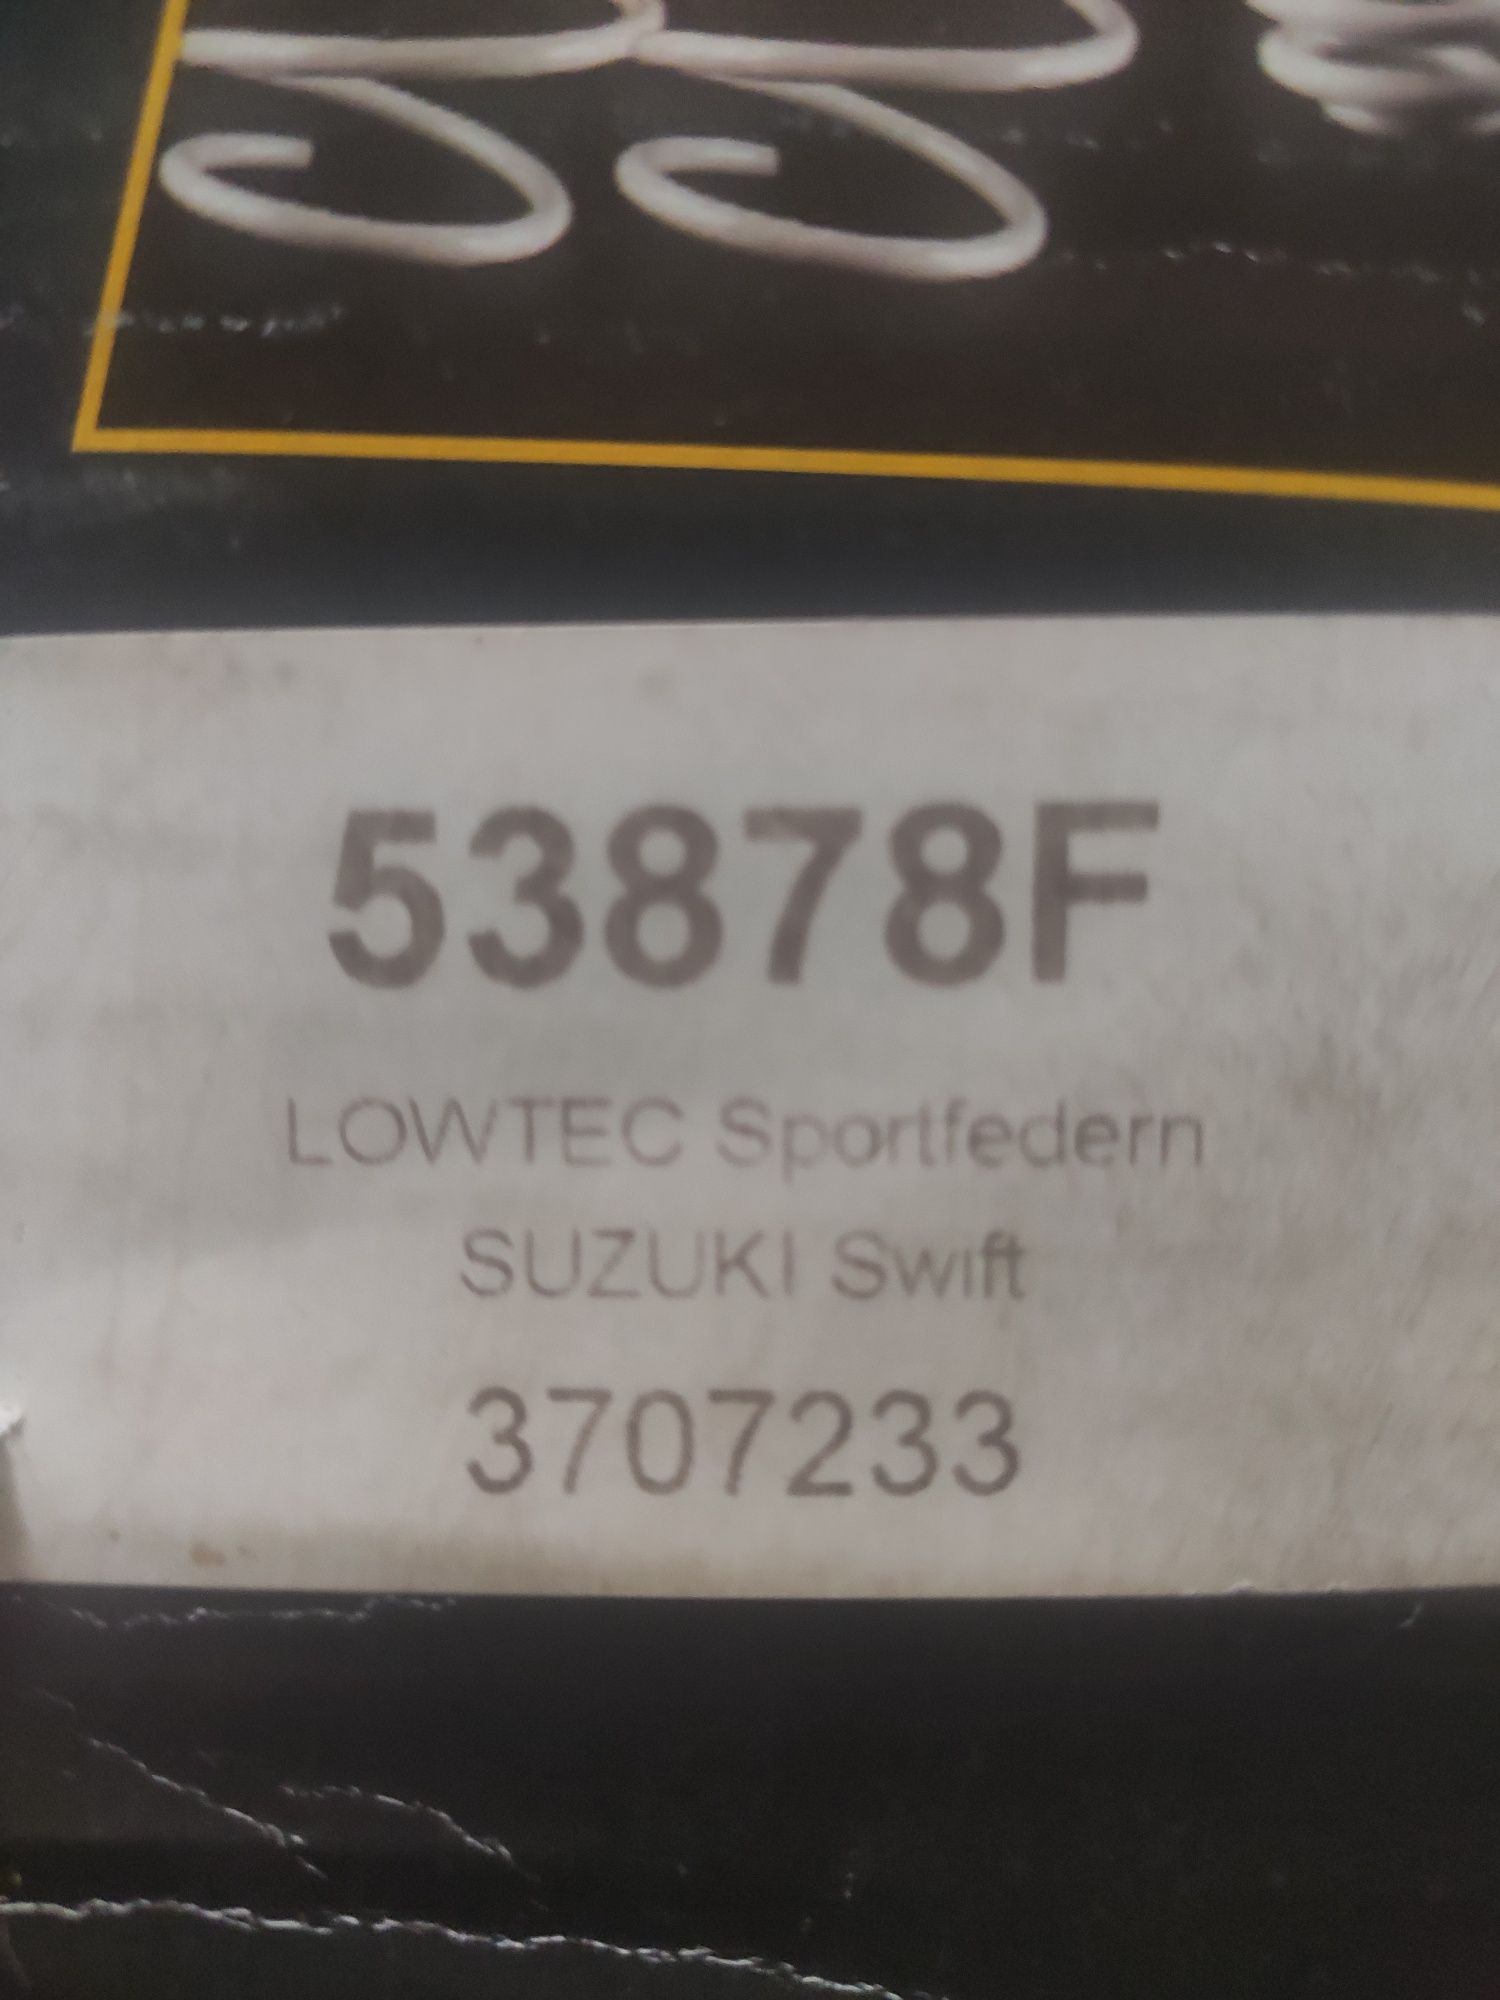 53878F
LOWTEC Sportfedern
SUZUKI Swift
3707233